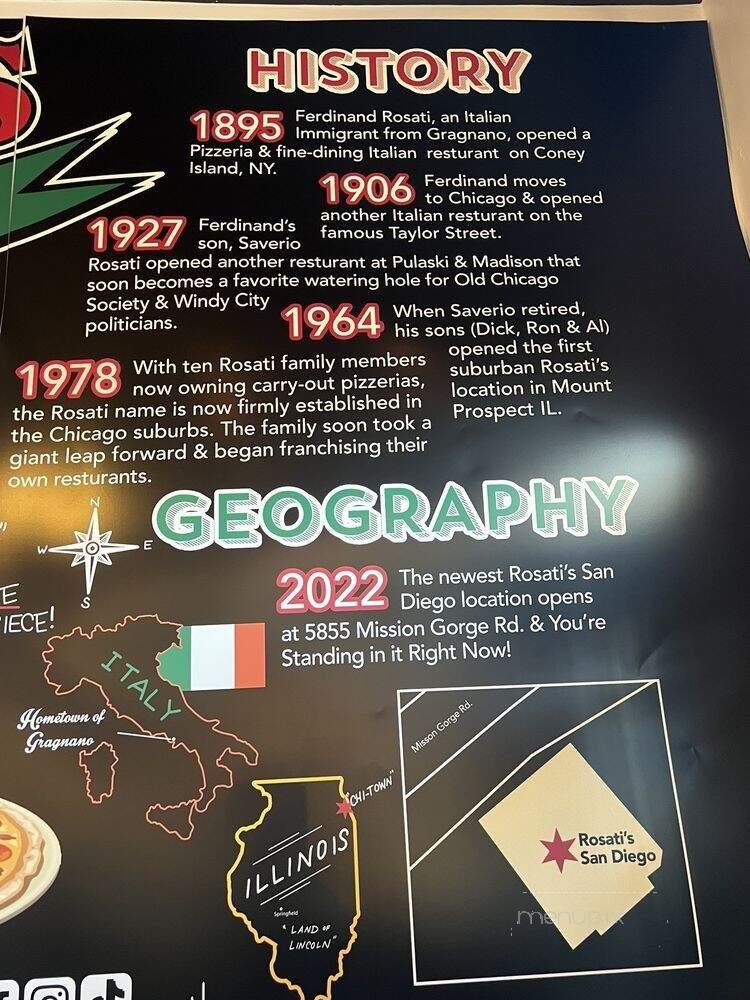 S
HISTORY
1895 Ferdinand Rosati, an Italian
Immigrant from Gragnano, opened a
Pizzeria & fine-dining Italian resturant on Coney
Island, NY.
1906 Ferdinand moves
to Chicago & opened
another Italian resturant on the
famous Taylor Street.
1927 Ferdinand's
son, Saverio
Rosati opened another resturant at Pulaski & Madison that
soon becomes a favorite watering hole for Old Chicago
Society & Windy City
politicians.
1964 When Saverio retired,
his sons (Dick, Ron & Al)
opened the first
suburban Rosati's
location in Mount
Prospect IL.
1978 With ten Rosati family members
now owning carry-out pizzerias,
the Rosati name is now firmly established in
the Chicago suburbs. The family soon took a
giant leap forward & began franchising their
own resturants.
GEOGRAPHY
N
W
E
S
IECE!
2022 The newest Rosati's San
Diego location opens
at 5855 Mission Gorge Rd. & You're
Standing in it Right Now!
ITALY
Hometown of
Gragnano
"CHI-TOWN"
ILLINOIS
Springfield
"LAND OF
LINCOLN"
Misson Gorge Rd.
Rosati's
San Diego
menupix